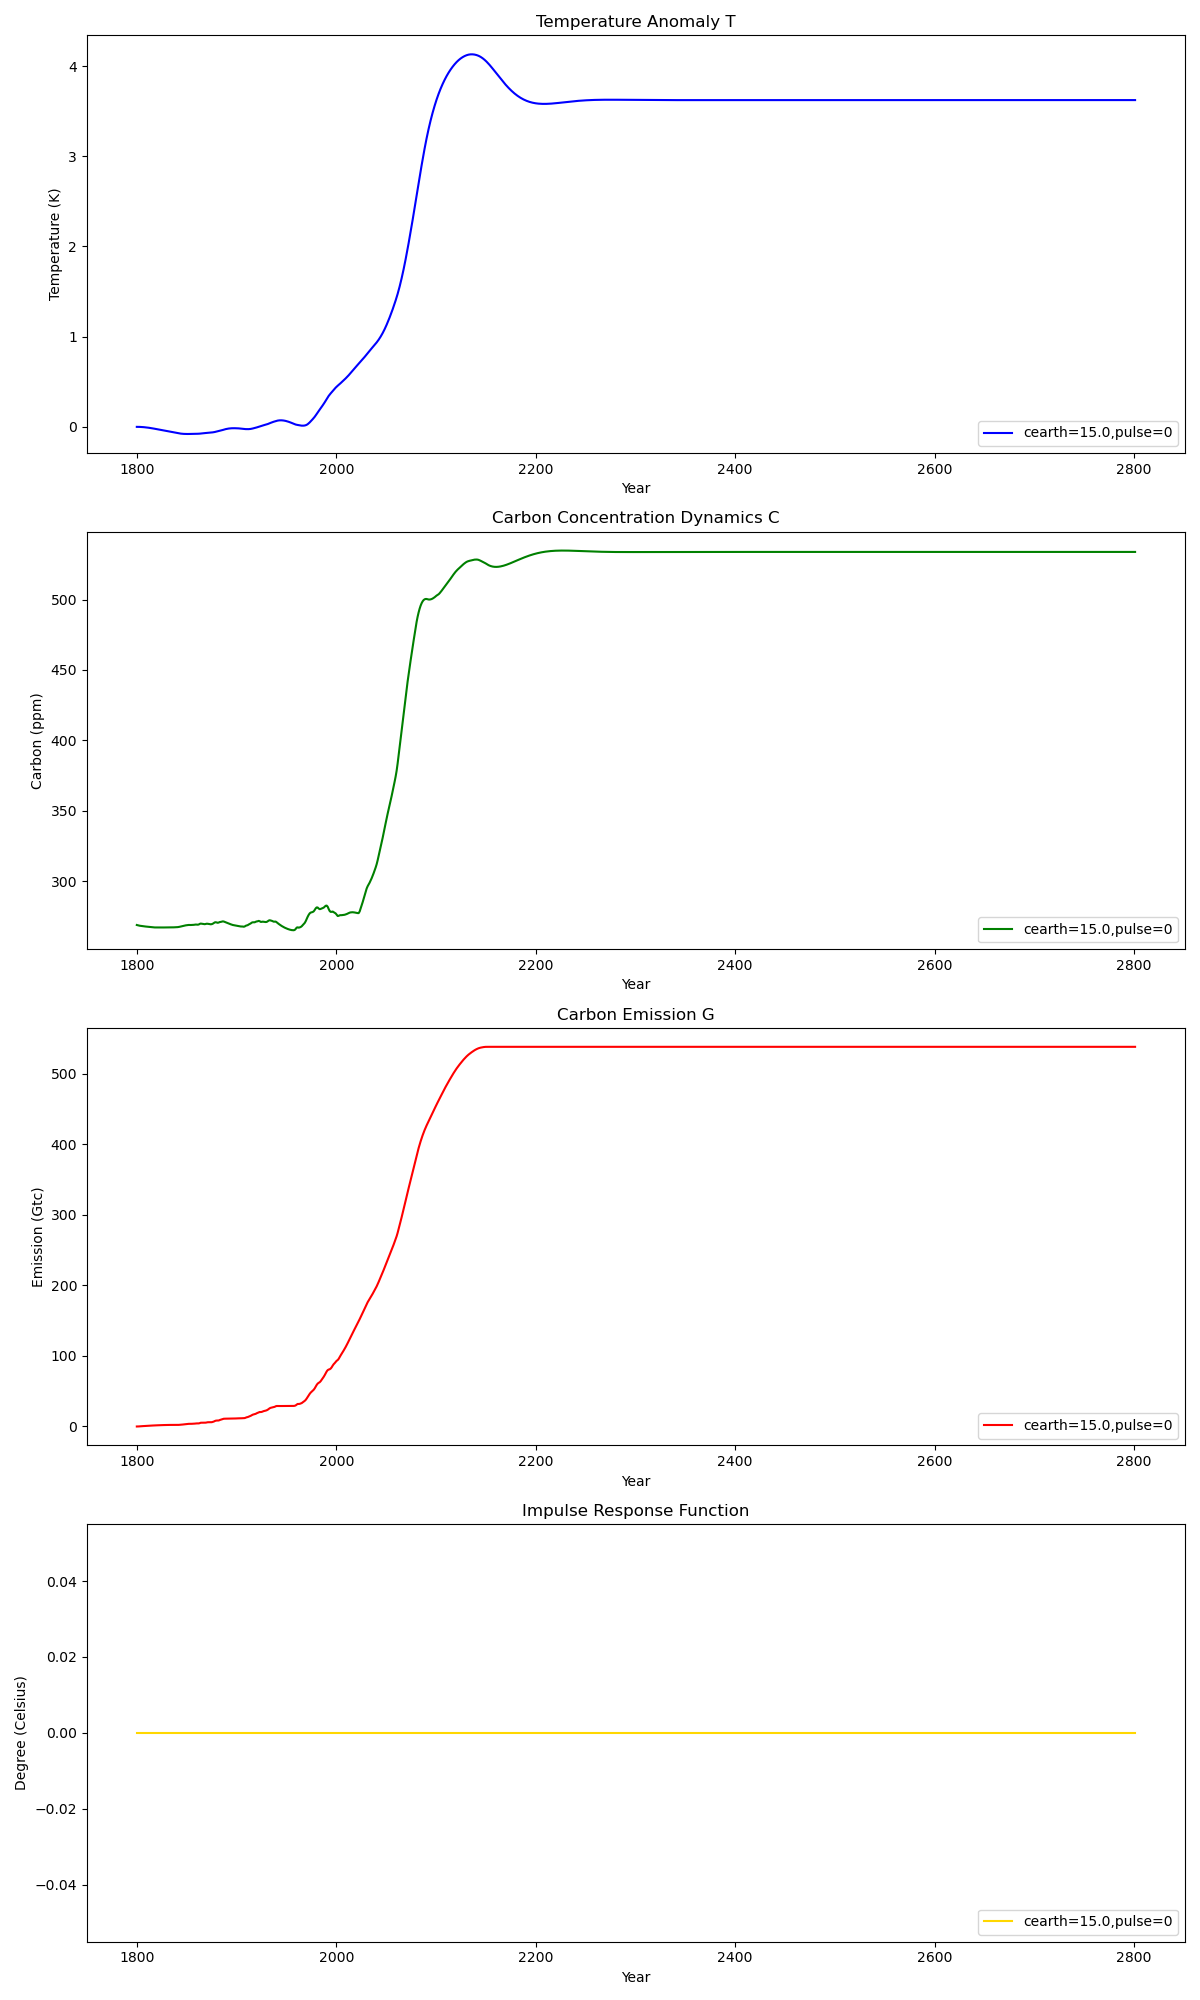 Temperature Anomaly T
Temperature (K)
4
3
2
1
0
cearth=15.0,pulse=0
1800 2000 2200 2400 2600 2800
Year
Carbon Concentration Dynamics C
Carbon (ppm)
500
450
400
350
300
cearth=15.0,pulse=0
1800 2000 2200 2400 2600 2800
Year
Carbon Emission G
Emission (Gtc)
500
400
300
200
100
0
cearth=15.0,pulse=0
1800 2000 2200 2400 2600 2800
Year
Impulse Response Function
Degree (Celsius)
0.04
0.02
0.00
−0.02
−0.04
cearth=15.0,pulse=0
1800 2000 2200 2400 2600 2800
Year